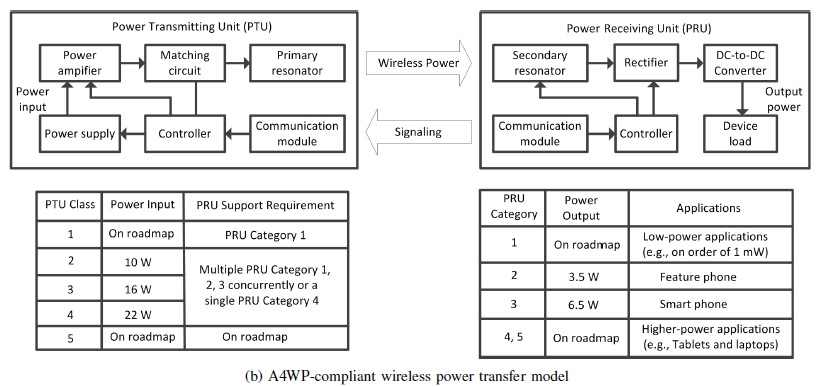 Power Transmitting Unit (PTU)
Power
amplifier
Matching
circuit
Primary
resonator
Power
input
Power supply
Controller
Communication
module
Wireless Power
Signaling
Power Receiving Unit (PRU)
Secondary
resonator
Rectifier
DC-to-DC
Converter
Output
power
Communication
module
Controller
Device
load
PTU Class Power Input PRU Support Requirement
1 On roadmap PRU Category 1
2 10 W
Multiple PRU Category 1,
2, 3 concurrently or a
single PRU Category 4
3 16 W
4 22 W
5 On roadmap On roadmap
PRU
Category
Power
Output
Applications
1 On roadmap
Low-power applications
(e.g., on order of 1 mW)
2 3.5 W Feature phone
3 6.5 W Smart phone
4, 5 On roadmap
Higher-power applications
(e.g., Tablets and laptops)
(b) A4WP-compliant wireless power transfer model